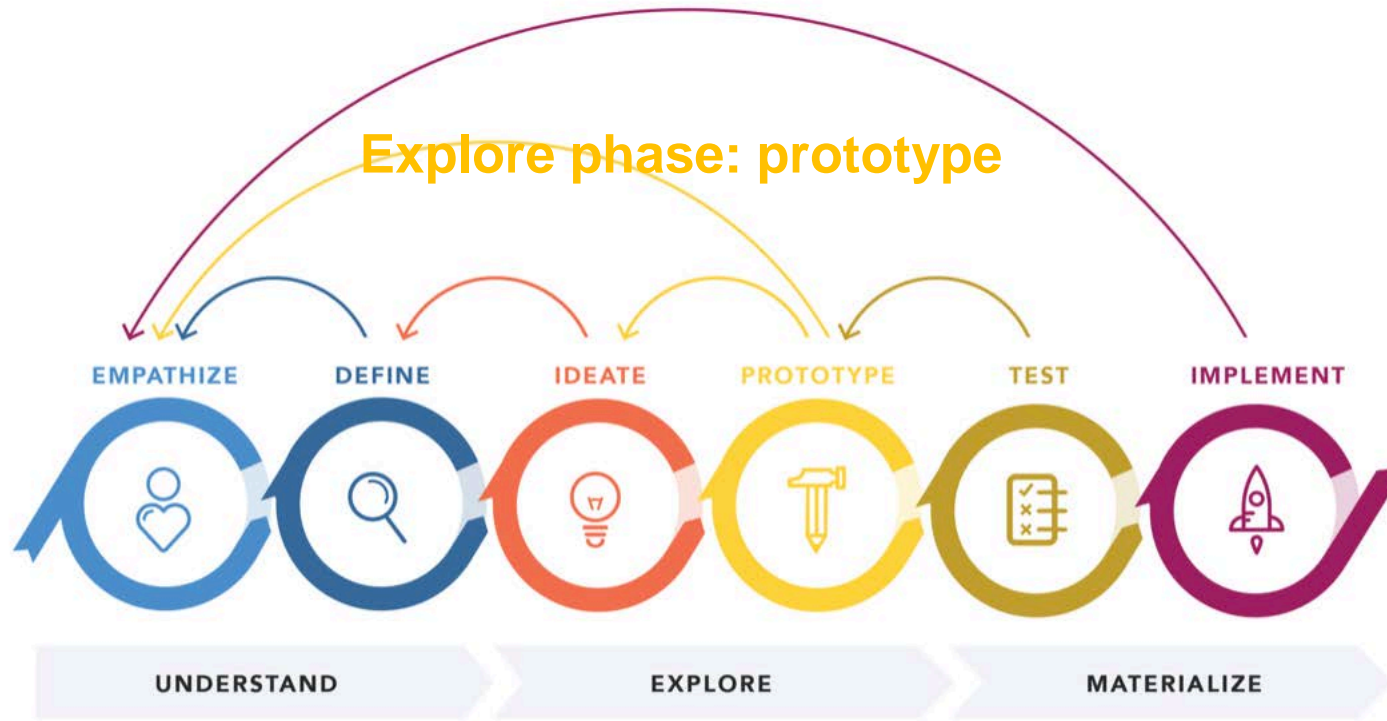 Explore phase: prototype
EMPATHIZE DEFINE IDEATE PROTOTYPE TEST IMPLEMENT
UNDERSTAND EXPLORE MATERIALIZE